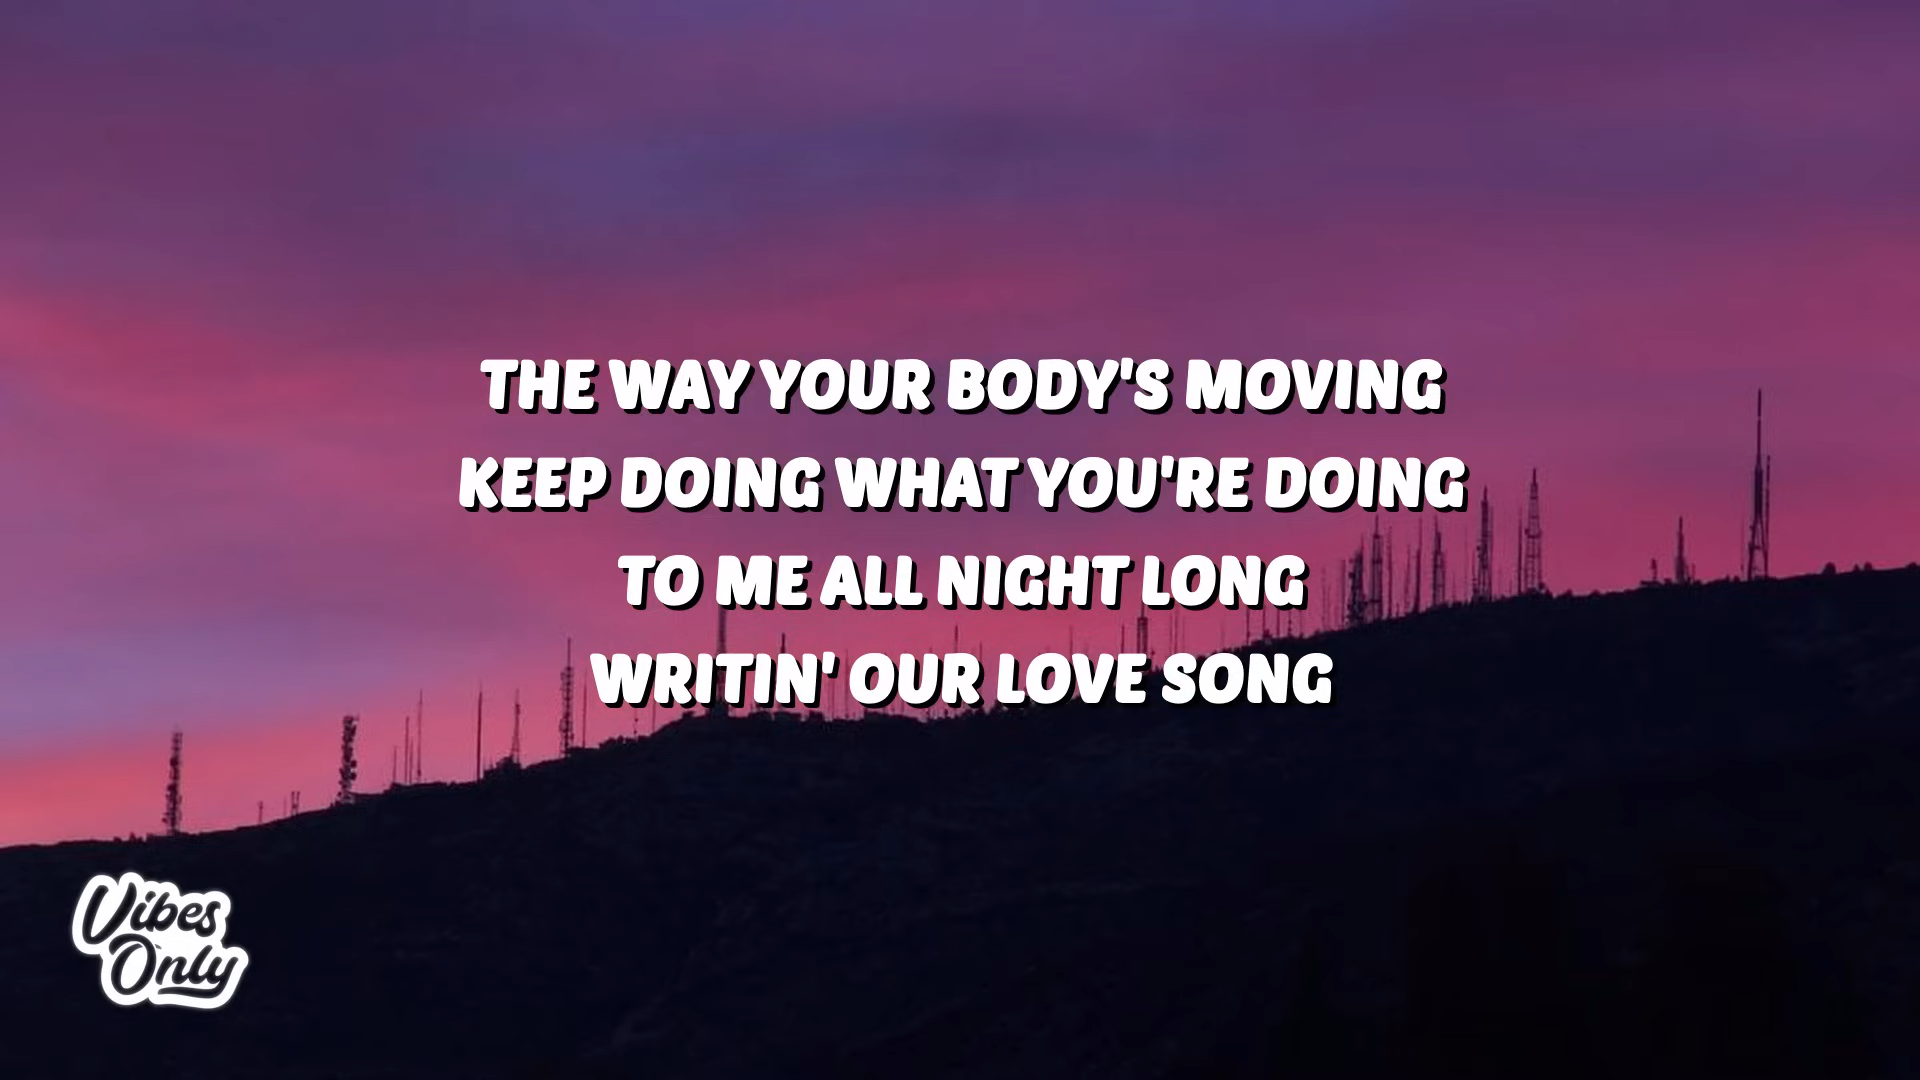 THE WAY YOUR BODY'S MOVING
KEEP DOING WHAT YOU'RE DOING
TO ME ALL NIGHT LONG
WRITIN' OUR LOVE SONG
Vibes
Only